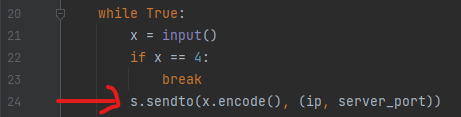 20 while True:
21 x = input()
22 if x == 4:
23 break
24 s.sendto(x.encode(), (ip, server_port))